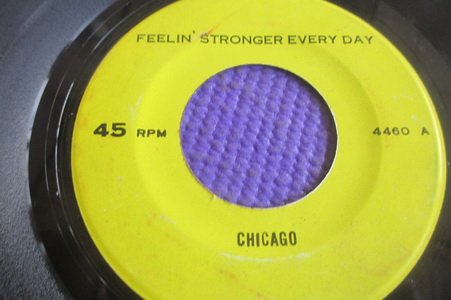 FEELIN' STRONGER EVERY DAY
45 RPM
4460 A
CHICAGO